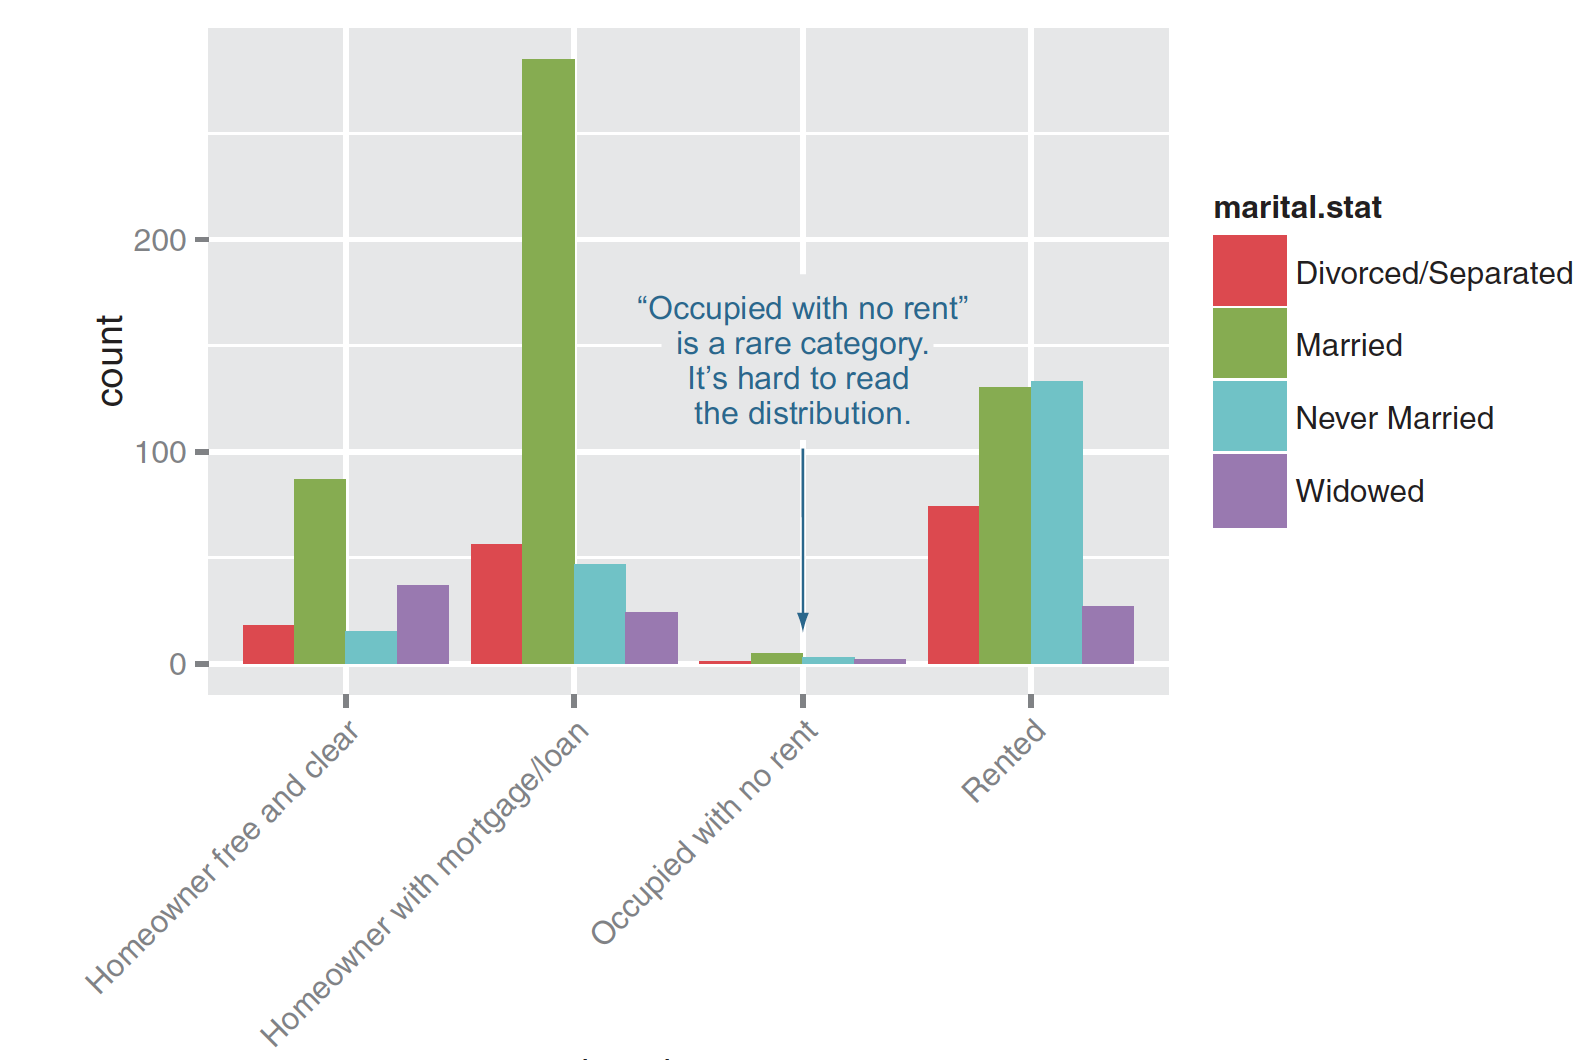 200
100
0
count
“Occupied with no rent”
is a rare category.
It’s hard to read
the distribution.
marital.stat
Divorced/Separated
Married
Never Married
Widowed
Homeowner free and clear
Homeowner with mortgage/loan
Occupied with no rent
Rented